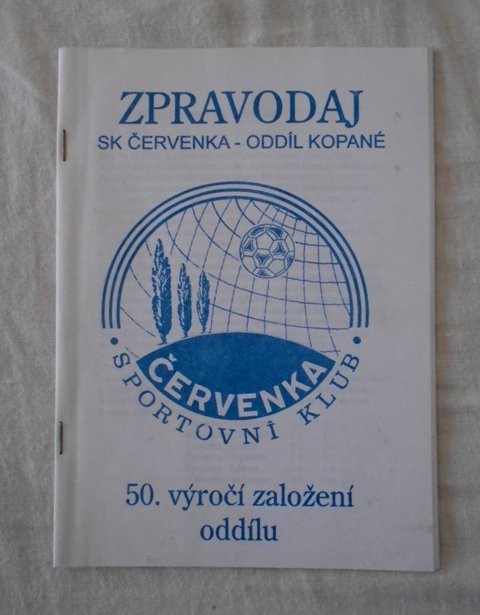 ZPRAVODAJ
SK ČERVENKA - ODDÍL KOPANÉ
ČERVENKA
• SPORTOVNÍ KLUB •
50. výročí založení
oddílu